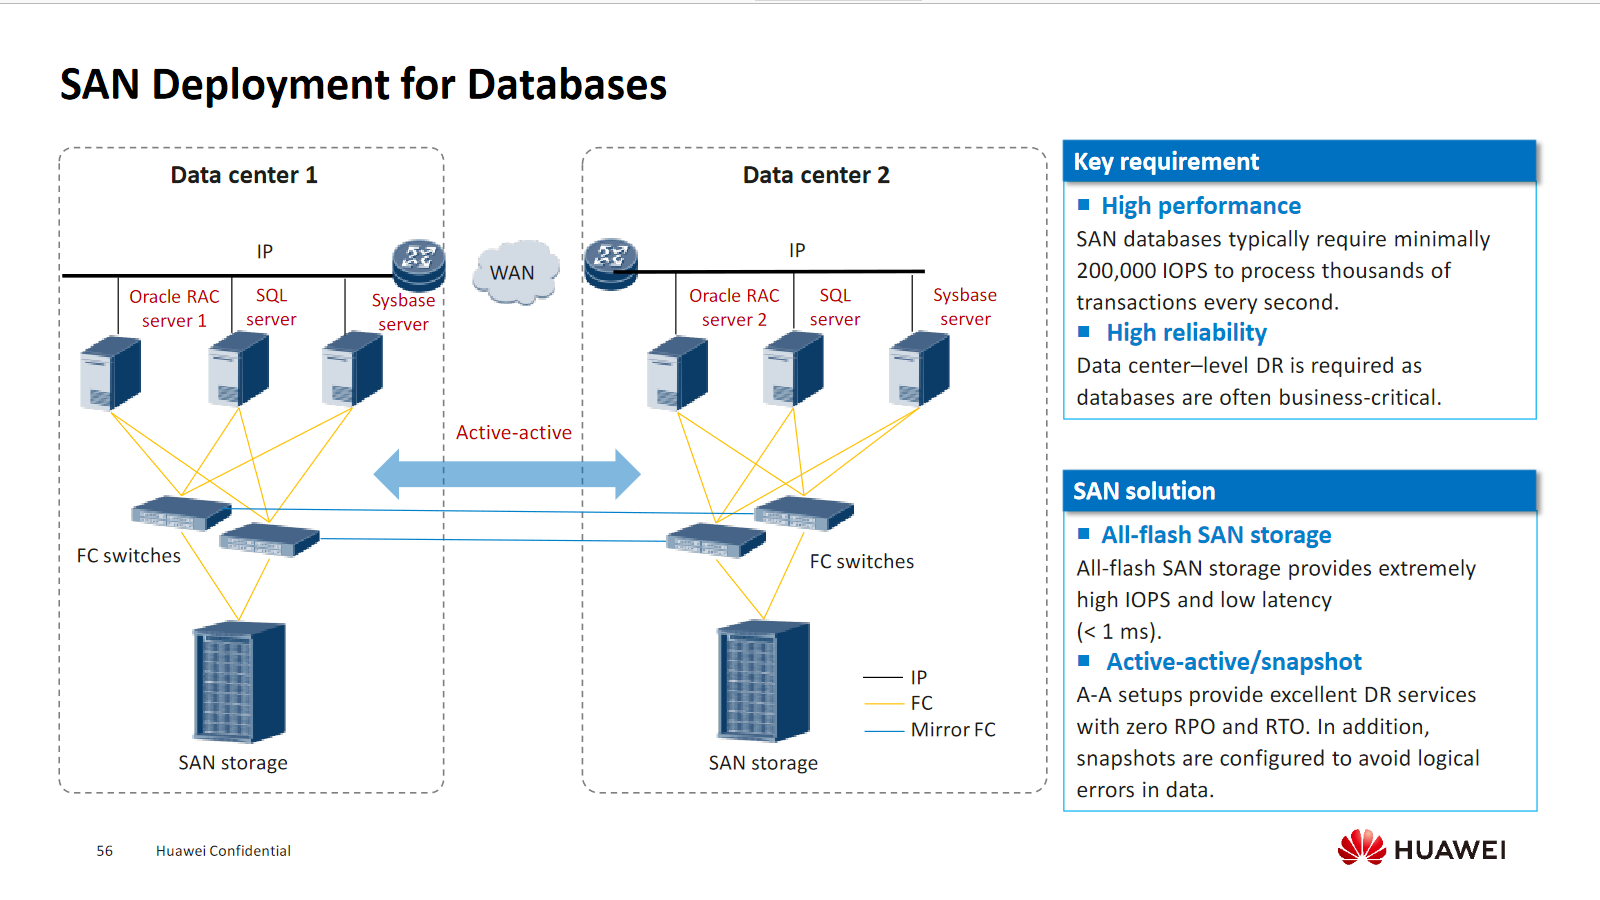 SAN Deployment for Databases
Data center 1
IP
Oracle RAC
server 1
SQL
server
Sysbase
server
WAN
Data center 2
IP
Oracle RAC
server 2
SQL
server
Sysbase
server
Active-active
FC switches
FC switches
SAN storage
SAN storage
IP
FC
Mirror FC
Key requirement
High performance
SAN databases typically require minimally
200,000 IOPS to process thousands of
transactions every second.
High reliability
Data center–level DR is required as
databases are often business-critical.
SAN solution
All-flash SAN storage
All-flash SAN storage provides extremely
high IOPS and low latency
(< 1 ms).
Active-active/snapshot
A-A setups provide excellent DR services
with zero RPO and RTO. In addition,
snapshots are configured to avoid logical
errors in data.
56
Huawei Confidential
HUAWEI